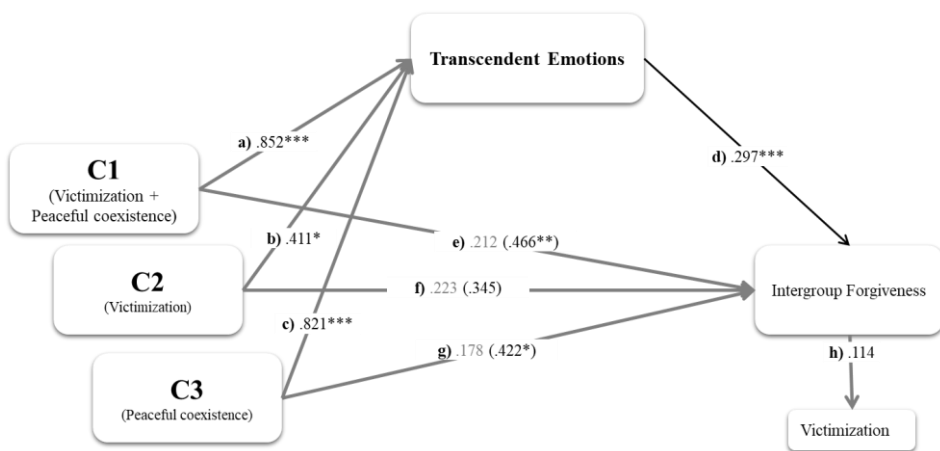 Transcendent Emotions
a) .852***
C1
(Victimization +
Peaceful coexistence)
b) .411*
e) .212 (.466**)
d) .297***
C2
(Victimization)
f) .223 (.345)
Intergroup Forgiveness
c) .821***
g) .178 (.422*)
h) .114
C3
(Peaceful coexistence)
Victimization